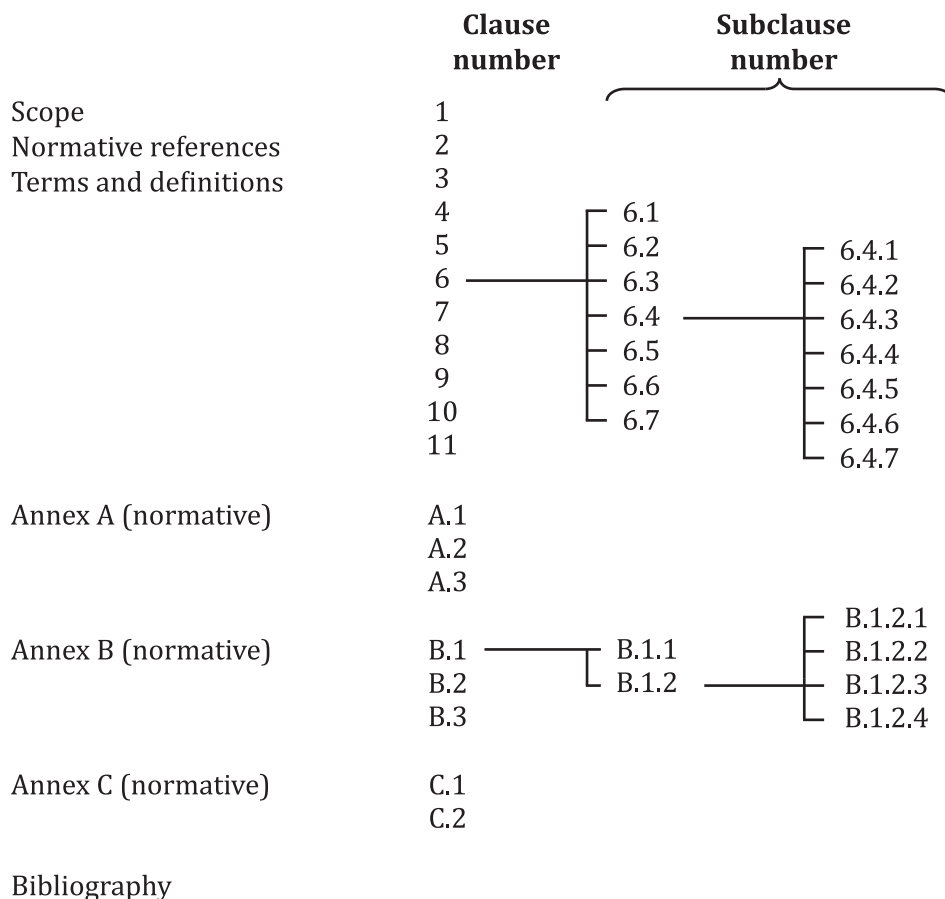 Clause number Subclause number
Scope 1
Normative references 2
Terms and definitions 3
4 6.1
5 6.2 6.4.1
6 6.3 6.4.2
7 6.4 6.4.3
8 6.5 6.4.4
9 6.6 6.4.5
10 6.7 6.4.6
11 6.4.7
Annex A (normative) A.1
A.2
A.3
B.1.2.1
Annex B (normative) B.1 B.1.1 B.1.2.2
B.2 B.1.2 B.1.2.3
B.3 B.1.2.4
Annex C (normative) C.1
C.2
Bibliography